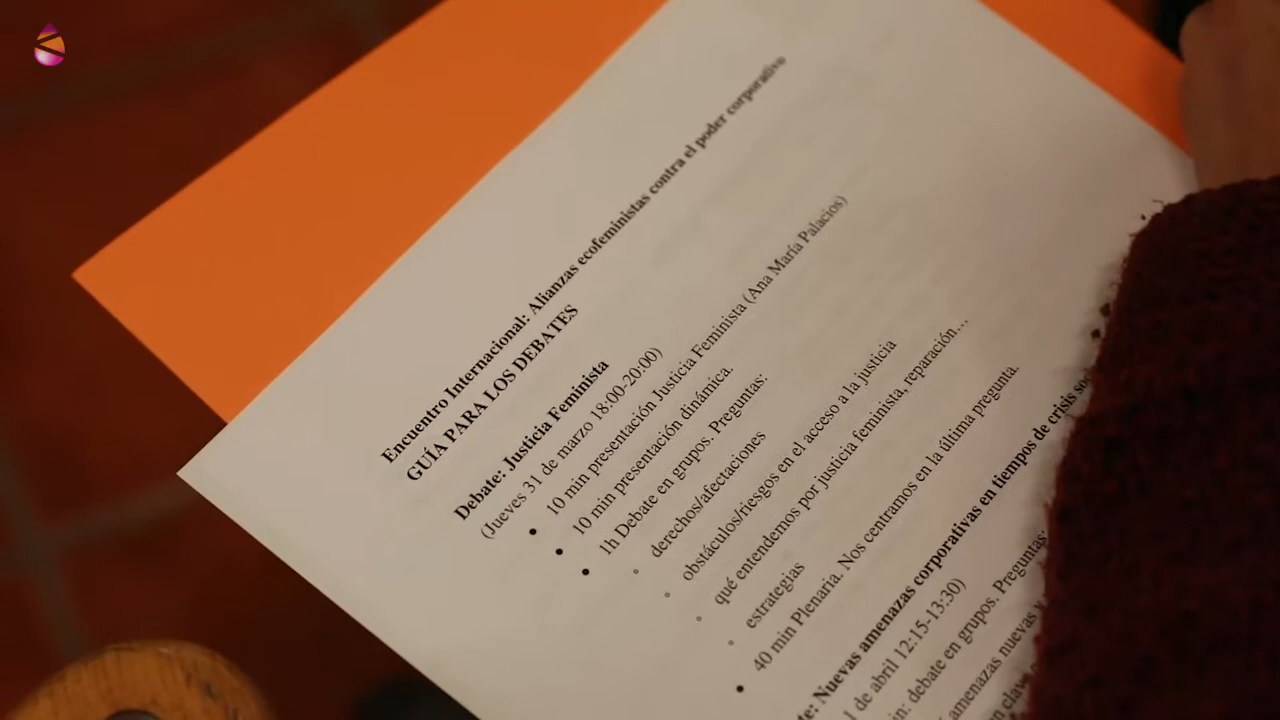 Encuentro Internacional: Alianzas ecofeministas contra el poder corporativo
GUÍA PARA LOS DEBATES
Debate: Justicia Feminista
(Jueves 31 de marzo 18:00-20:00)
• 10 min presentación Justicia Feminista (Ana María Palacios)
• 10 min presentación dinámica.
• 1h Debate en grupos. Preguntas:
◦ derechos/afectaciones
◦ obstáculos/riesgos en el acceso a la justicia
◦ qué entendemos por justicia feminista, reparación…
◦ estrategias
• 40 min Plenaria. Nos centramos en la última pregunta.
Nuevas amenazas corporativas en tiempos de crisis
de abril 12:15-13:30)
debate en grupos. Preguntas:
amenazas nuevas